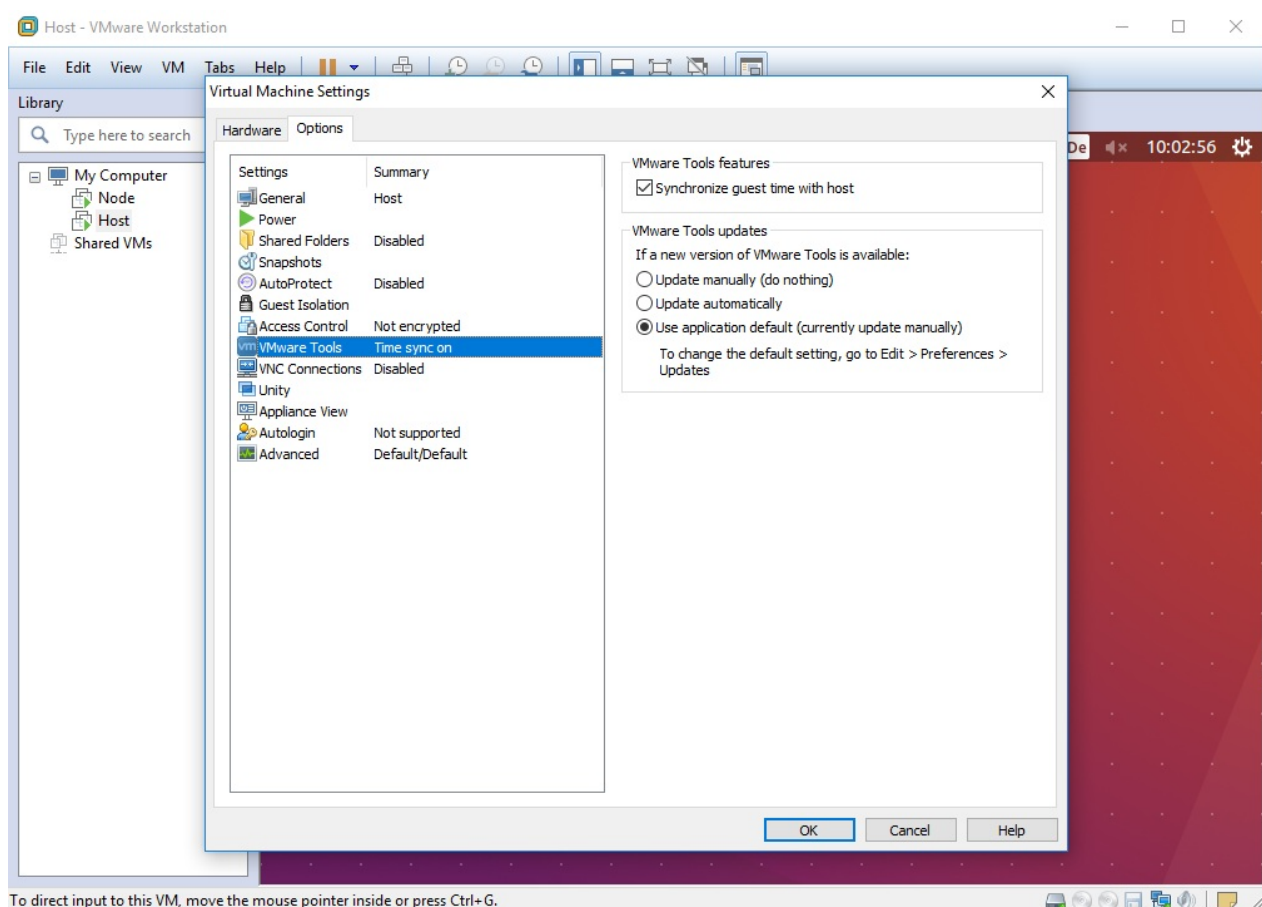 Host - VMware Workstation
File Edit View VM Tabs Help
Library
Type here to search
My Computer
Node
Host
Shared VMs
Virtual Machine Settings
Hardware Options
Settings Summary
General Host
Power
Shared Folders Disabled
Snapshots
AutoProtect Disabled
Guest Isolation
Access Control Not encrypted
vm VMware Tools Time sync on
VNC Connections Disabled
Unity
Appliance View
Autologin Not supported
Advanced Default/Default
VMware Tools features
Synchronize guest time with host
VMware Tools updates
If a new version of VMware Tools is available:
Update manually (do nothing)
Update automatically
Use application default (currently update manually)
To change the default setting, go to Edit > Preferences >
Updates
OK Cancel Help
De 10:02:56
To direct input to this VM, move the mouse pointer inside or press Ctrl+G.